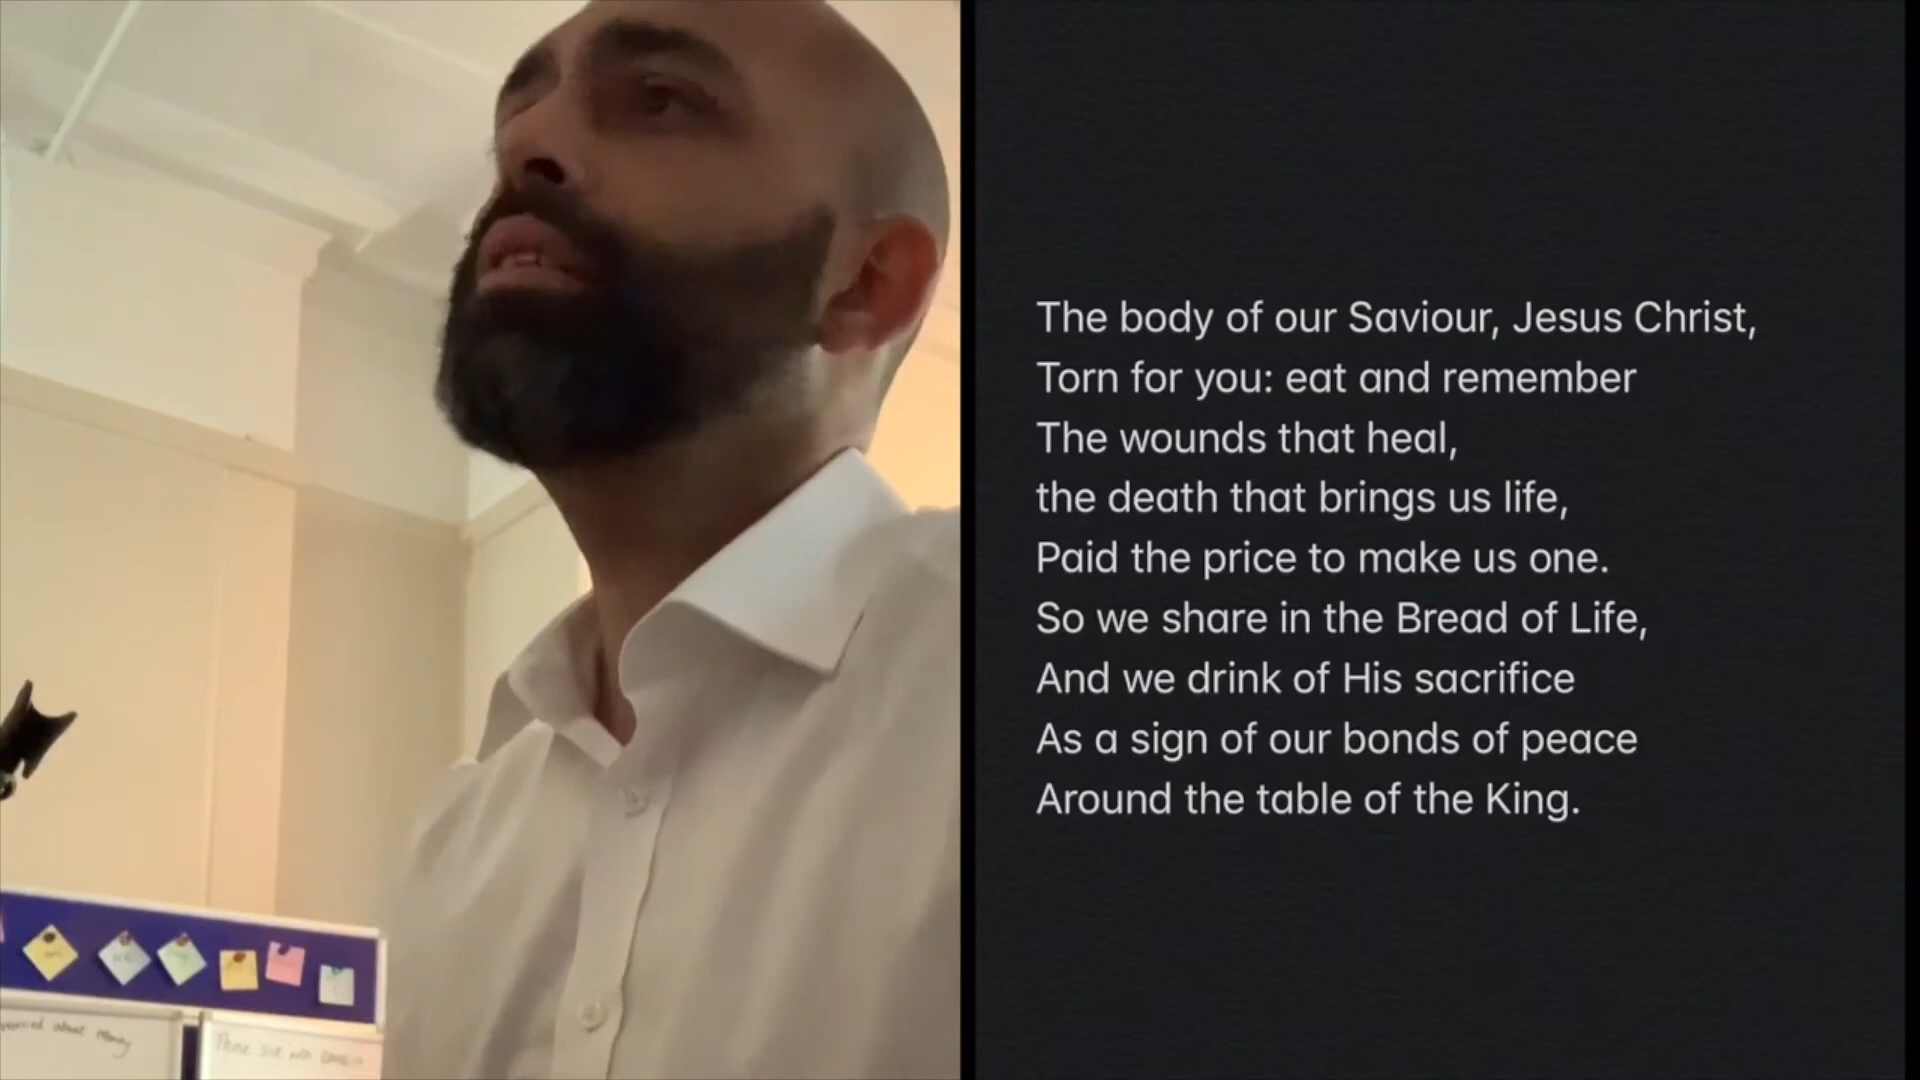 The body of our Saviour, Jesus Christ,
Torn for you: eat and remember
The wounds that heal,
the death that brings us life,
Paid the price to make us one.
So we share in the Bread of Life,
And we drink of His sacrifice
As a sign of our bonds of peace
Around the table of the King.
about Money